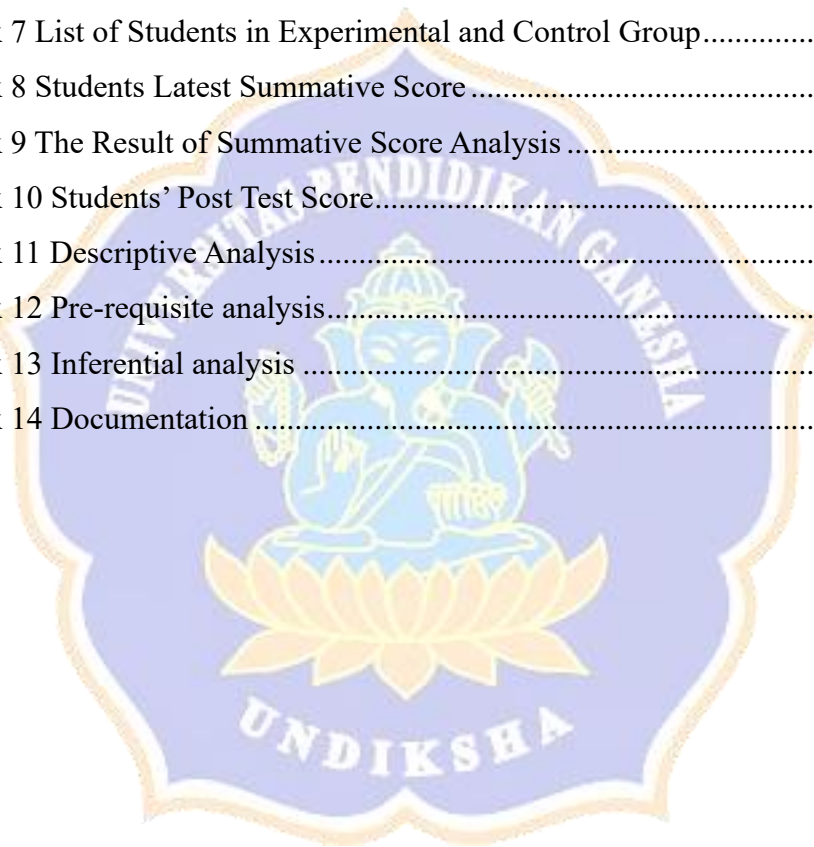 x 7 List of Students in Experimental and Control Group..............
x 8 Students Latest Summative Score..............................................
x 9 The Result of Summative Score Analysis.................................
x 10 Students' Post Test Score..........................................................
x 11 Descriptive Analysis.................................................................
x 12 Pre-requisite analysis................................................................
x 13 Inferential analysis...................................................................
x 14 Documentation.........................................................................
UNIVERSITAS PENDIDIKAN GANESHA
UNDIKSHA